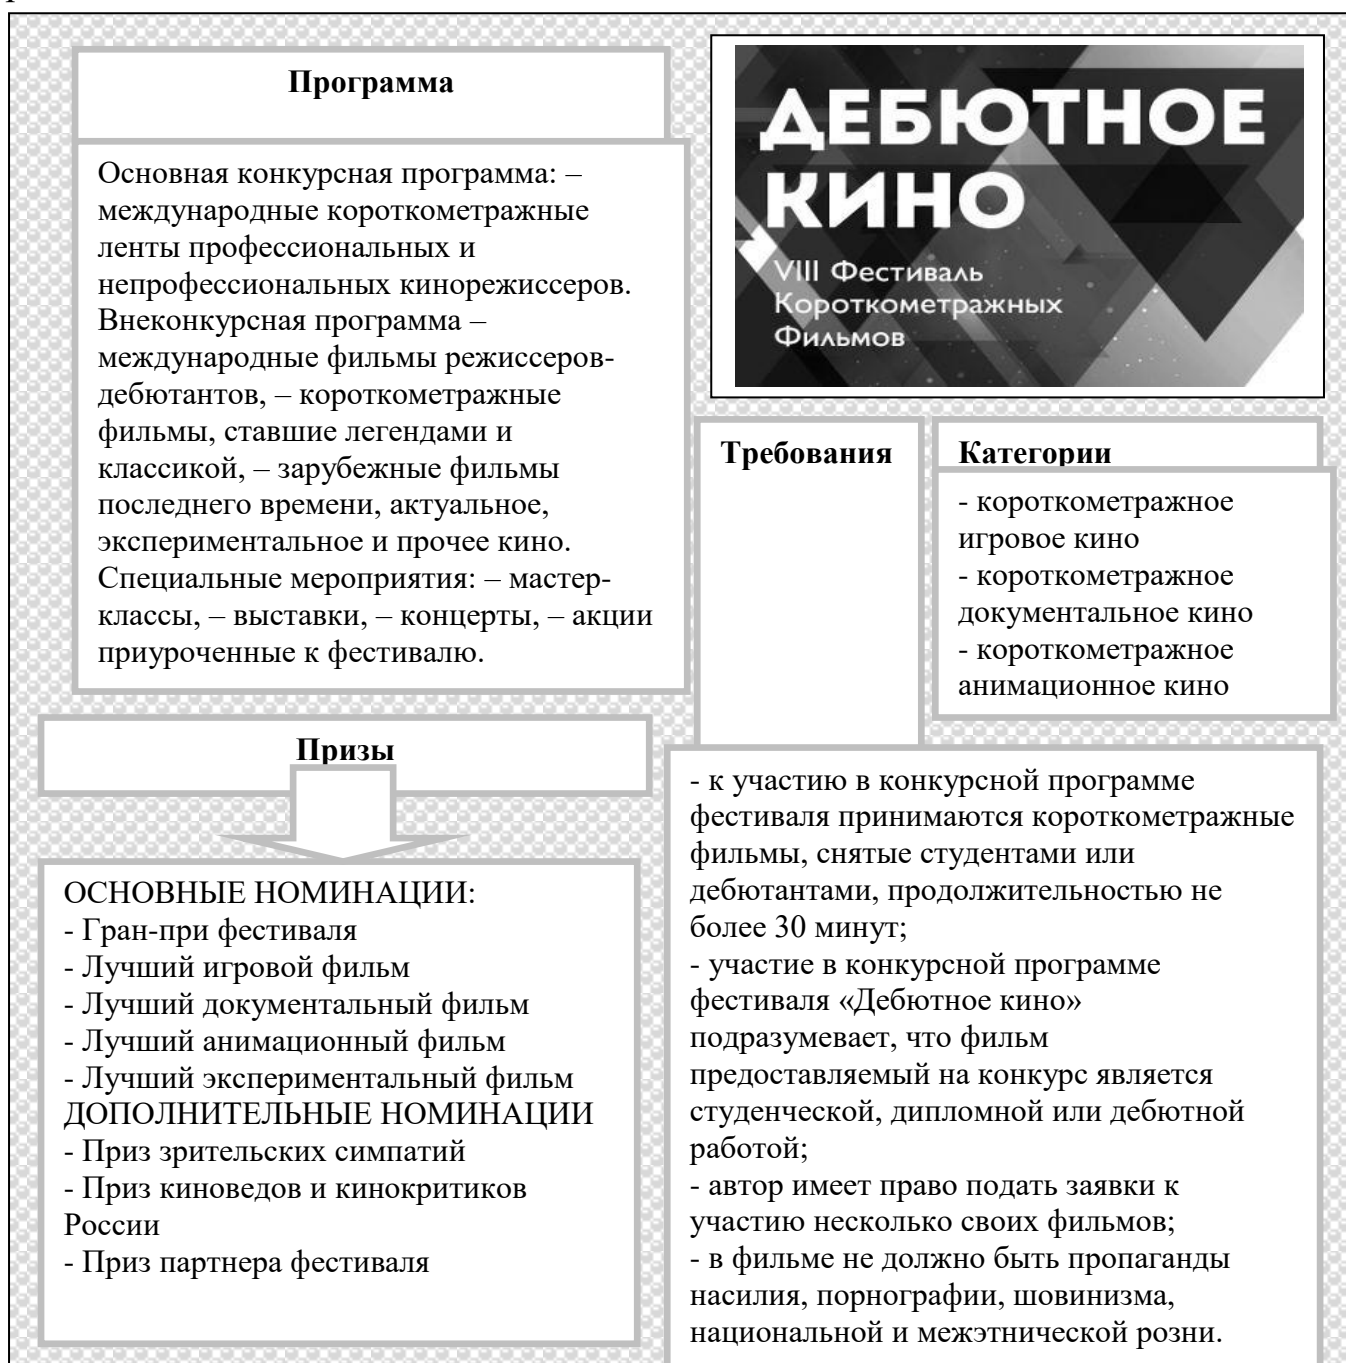 Программа
Основная конкурсная программа: –
международные короткометражные
ленты профессиональных и
непрофессиональных кинорежиссеров.
Внеконкурсная программа –
международные фильмы режиссеров-
дебютантов, – короткометражные
фильмы, ставшие легендами и
классикой, – зарубежные фильмы
последнего времени, актуальное,
экспериментальное и прочее кино.
Специальные мероприятия: – мастер-
классы, – выставки, – концерты, – акции
приуроченные к фестивалю.
ДЕБЮТНОЕ
КИНО
VIII Фестиваль
Короткометражных
Фильмов
Требования
Категории
- короткометражное
игровое кино
- короткометражное
документальное кино
- короткометражное
анимационное кино
Призы
ОСНОВНЫЕ НОМИНАЦИИ:
- Гран-при фестиваля
- Лучший игровой фильм
- Лучший документальный фильм
- Лучший анимационный фильм
- Лучший экспериментальный фильм
ДОПОЛНИТЕЛЬНЫЕ НОМИНАЦИИ
- Приз зрительских симпатий
- Приз киноведов и кинокритиков
России
- Приз партнера фестиваля
- к участию в конкурсной программе
фестиваля принимаются короткометражные
фильмы, снятые студентами или
дебютантами, продолжительностью не
более 30 минут;
- участие в конкурсной программе
фестиваля «Дебютное кино»
подразумевает, что фильм
предоставляемый на конкурс является
студенческой, дипломной или дебютной
работой;
- автор имеет право подать заявки к
участию несколько своих фильмов;
- в фильме не должно быть пропаганды
насилия, порнографии, шовинизма,
национальной и межэтнической розни.